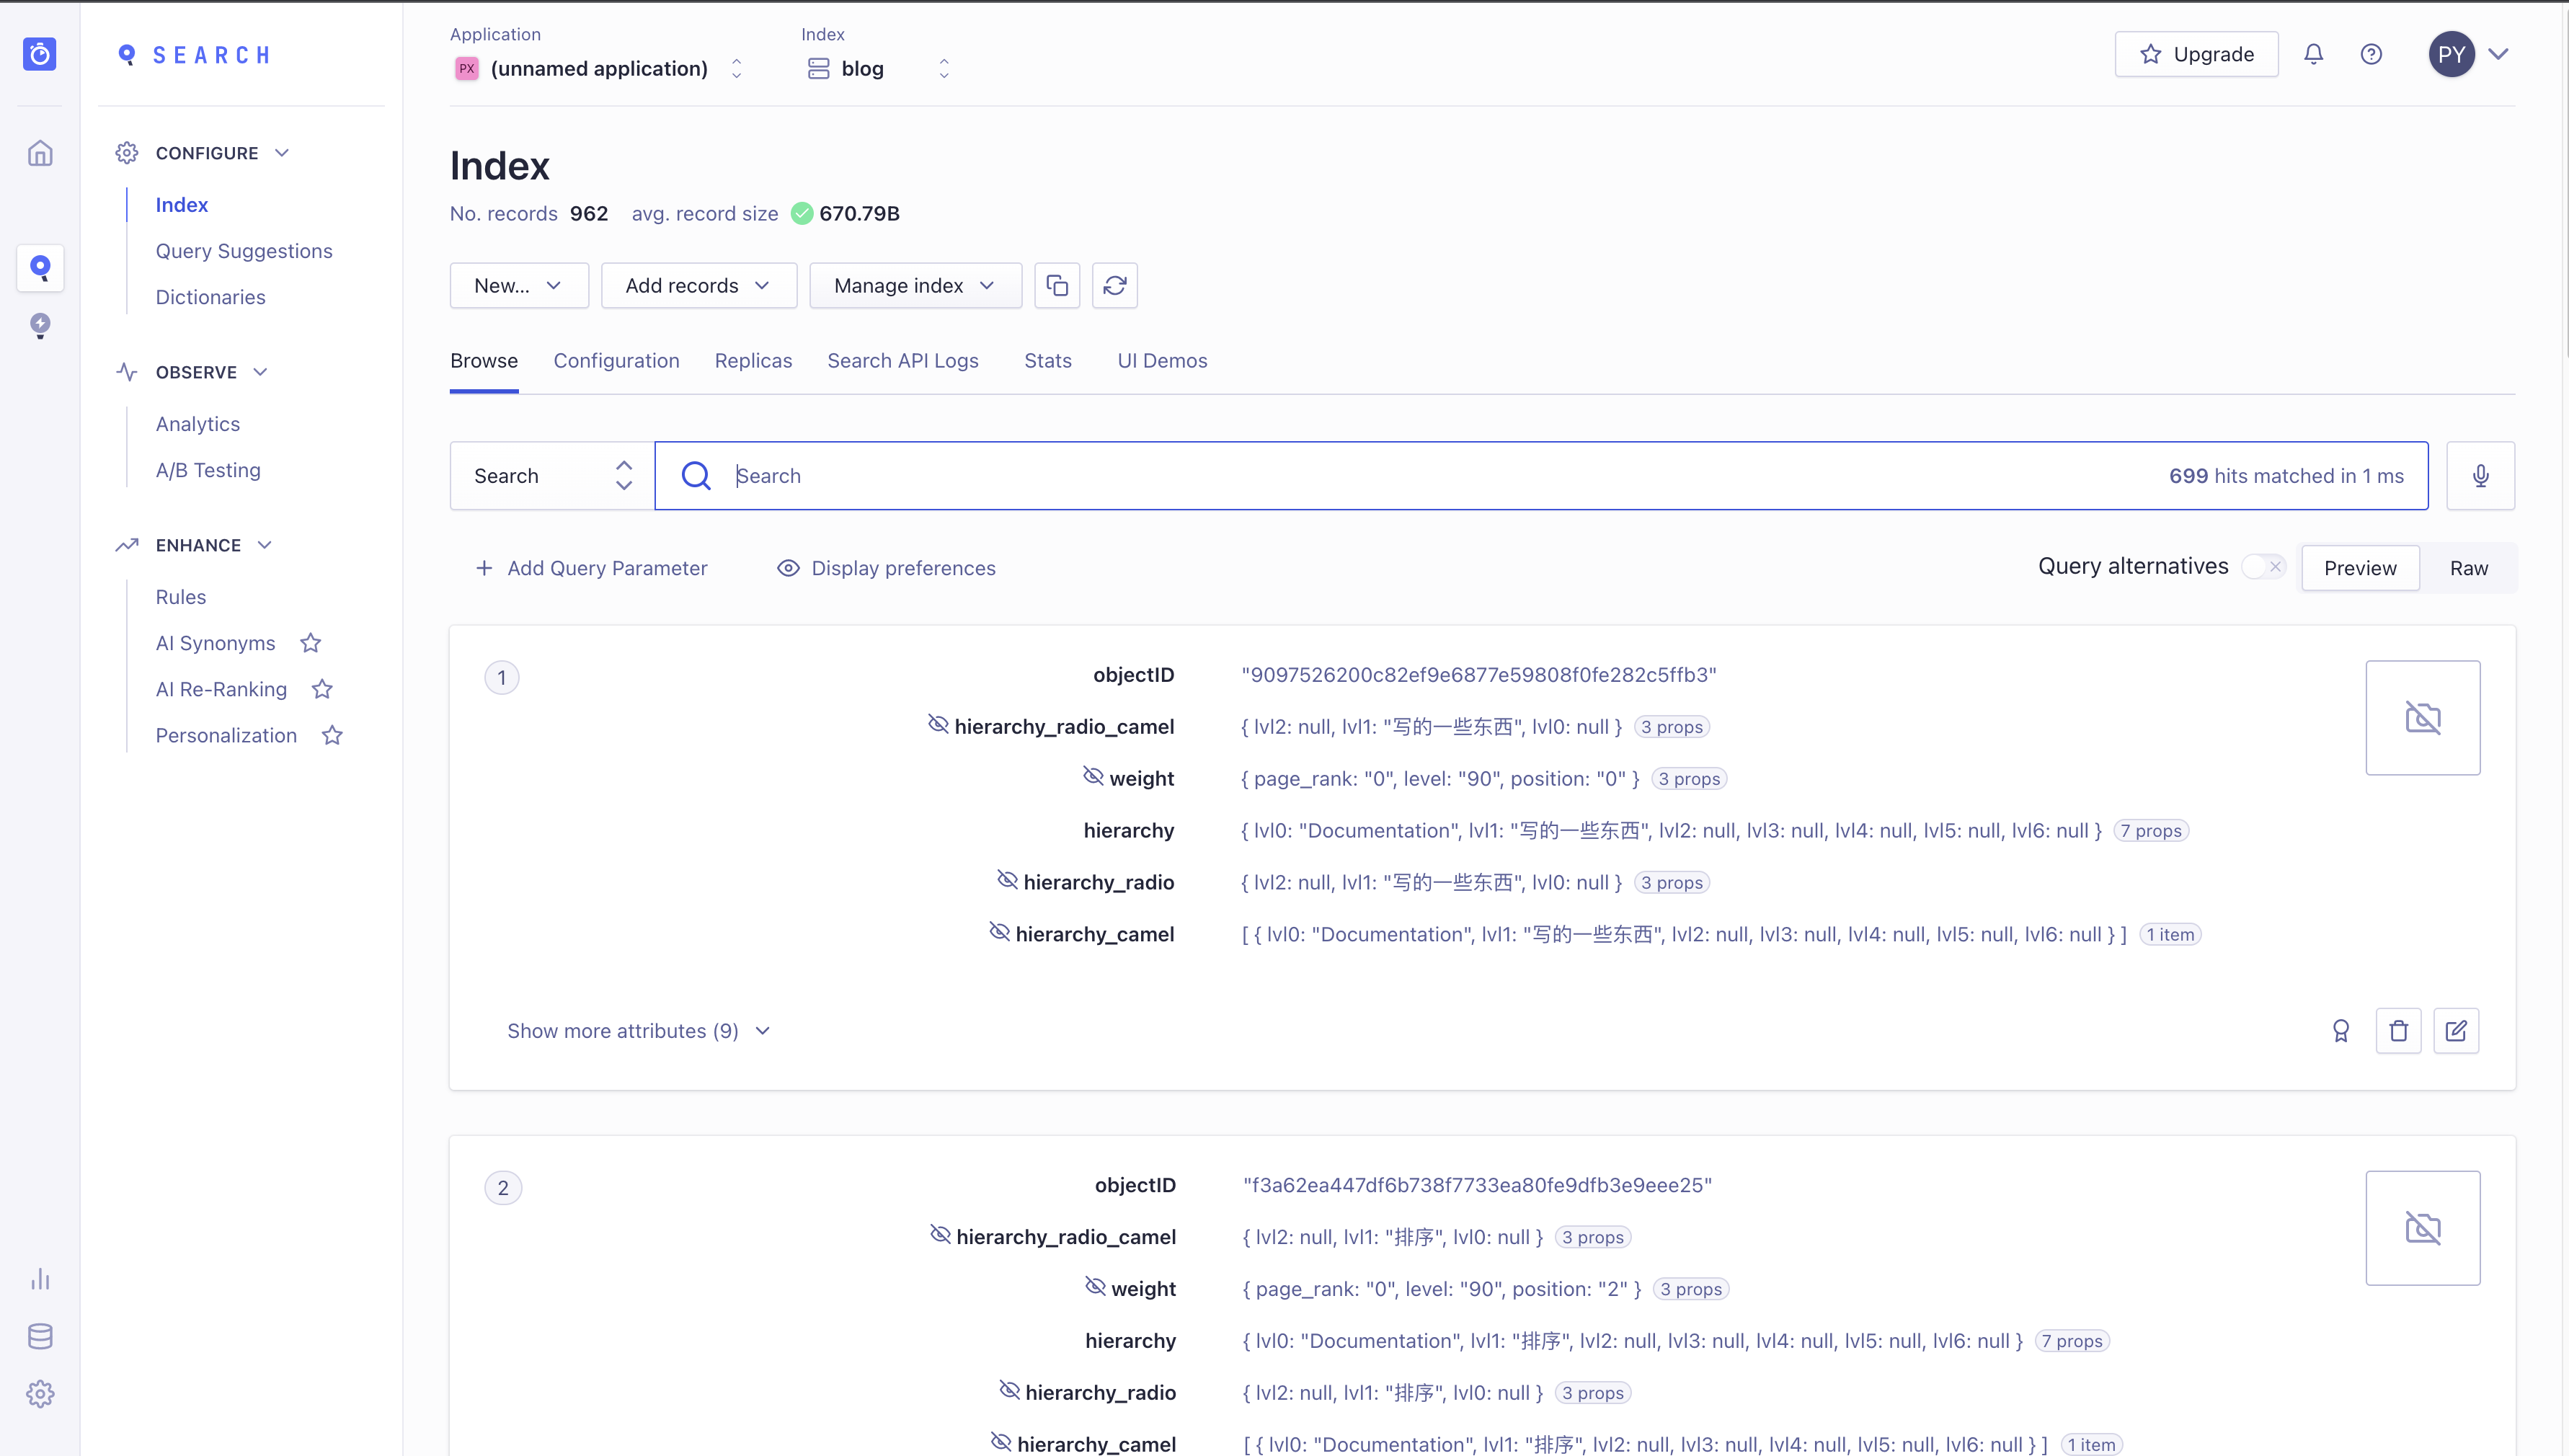 SEARCH
CONFIGURE
Index
Query Suggestions
Dictionaries
OBSERVE
Analytics
A/B Testing
ENHANCE
Rules
AI Synonyms
AI Re-Ranking
Personalization
Application
PX (unnamed application)
Index
blog
Upgrade
PY
Index
No. records 962 avg. record size 670.79B
New... Add records Manage index
Browse Configuration Replicas Search API Logs Stats UI Demos
Search Search 699 hits matched in 1 ms
Add Query Parameter Display preferences Query alternatives Preview Raw
1
objectID "9097526200c82ef9e6877e59808f0fe282c5ffb3"
hierarchy_radio_camel { lvl2: null, lvl1: "写的一些东西", lvl0: null } 3 props
weight { page_rank: "0", level: "90", position: "0" } 3 props
hierarchy { lvl0: "Documentation", lvl1: "写的一些东西", lvl2: null, lvl3: null, lvl4: null, lvl5: null, lvl6: null } 7 props
hierarchy_radio { lvl2: null, lvl1: "写的一些东西", lvl0: null } 3 props
hierarchy_camel [ { lvl0: "Documentation", lvl1: "写的一些东西", lvl2: null, lvl3: null, lvl4: null, lvl5: null, lvl6: null } ] 1 item
Show more attributes (9)
2
objectID "f3a62ea447df6b738f7733ea80fe9dfb3e9eee25"
hierarchy_radio_camel { lvl2: null, lvl1: "排序", lvl0: null } 3 props
weight { page_rank: "0", level: "90", position: "2" } 3 props
hierarchy { lvl0: "Documentation", lvl1: "排序", lvl2: null, lvl3: null, lvl4: null, lvl5: null, lvl6: null } 7 props
hierarchy_radio { lvl2: null, lvl1: "排序", lvl0: null } 3 props
hierarchy_camel [ { lvl0: "Documentation", lvl1: "排序", lvl2: null, lvl3: null, lvl4: null, lvl5: null, lvl6: null } ] 1 item